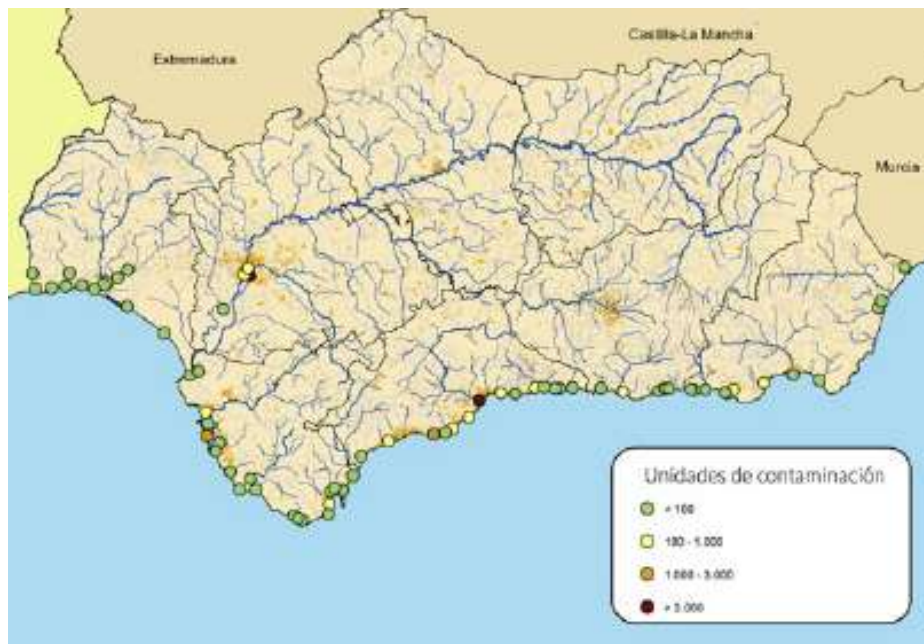 Castilla-La Mancha
Extremadura
Murcia
Unidades de contaminación
< 100
100 - 1.000
1.000 - 3.000
> 3.000